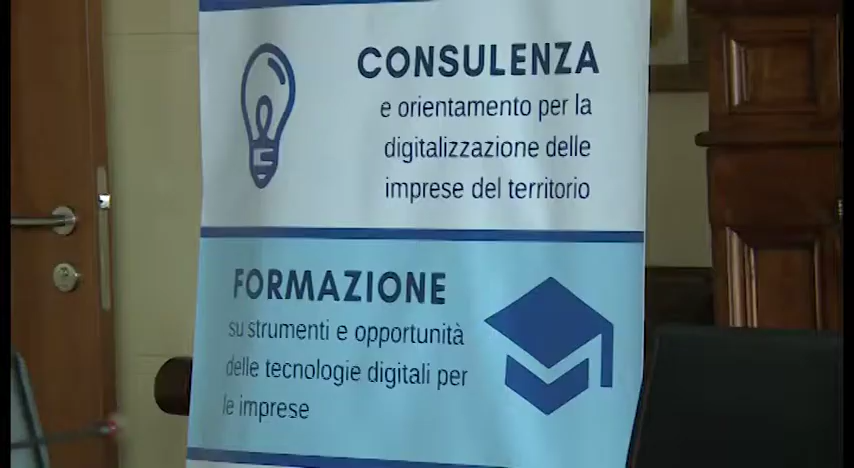 CONSULENZA
e orientamento per la
digitalizzazione delle
imprese del territorio
FORMAZIONE
su strumenti e opportunità
delle tecnologie digitali per
le imprese